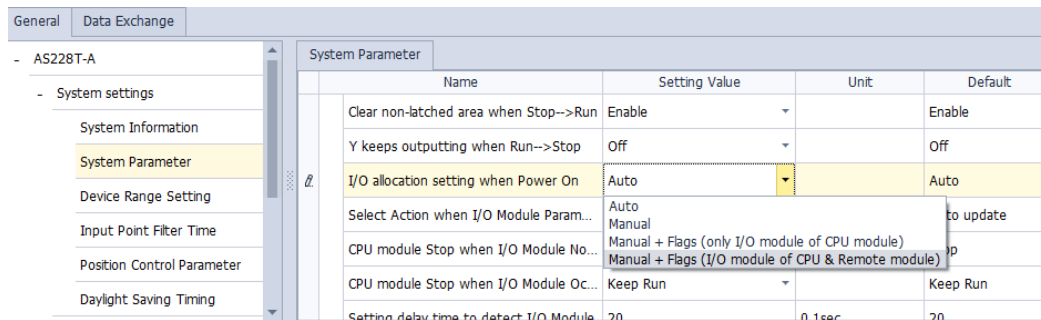 General Data Exchange
- AS228T-A
- System settings
System Information
System Parameter
Device Range Setting
Input Point Filter Time
Position Control Parameter
Daylight Saving Timing
System Parameter
Name Setting Value Unit Default
Clear non-latched area when Stop-->Run Enable Enable
Y keeps outputting when Run-->Stop Off Off
I/O allocation setting when Power On Auto Auto
Select Action when I/O Module Param... to update
CPU module Stop when I/O Module No... op
CPU module Stop when I/O Module Oc... Keep Run Keep Run
Setting delay time to detect I/O Module 20 0.1sec 20
Auto
Manual
Manual + Flags (only I/O module of CPU module)
Manual + Flags (I/O module of CPU & Remote module)